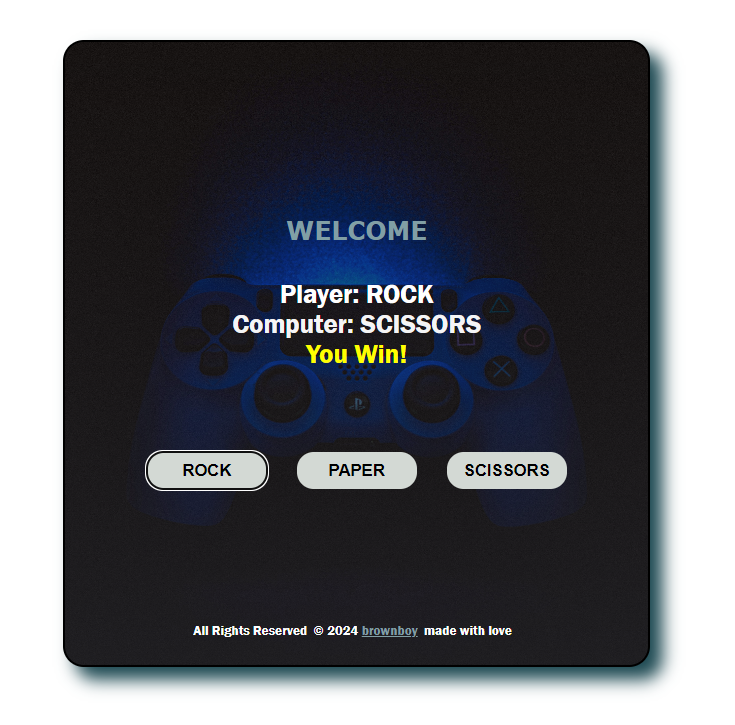 WELCOME
Player: ROCK
Computer: SCISSORS
You Win!
ROCK PAPER SCISSORS
All Rights Reserved © 2024 brownboy made with love